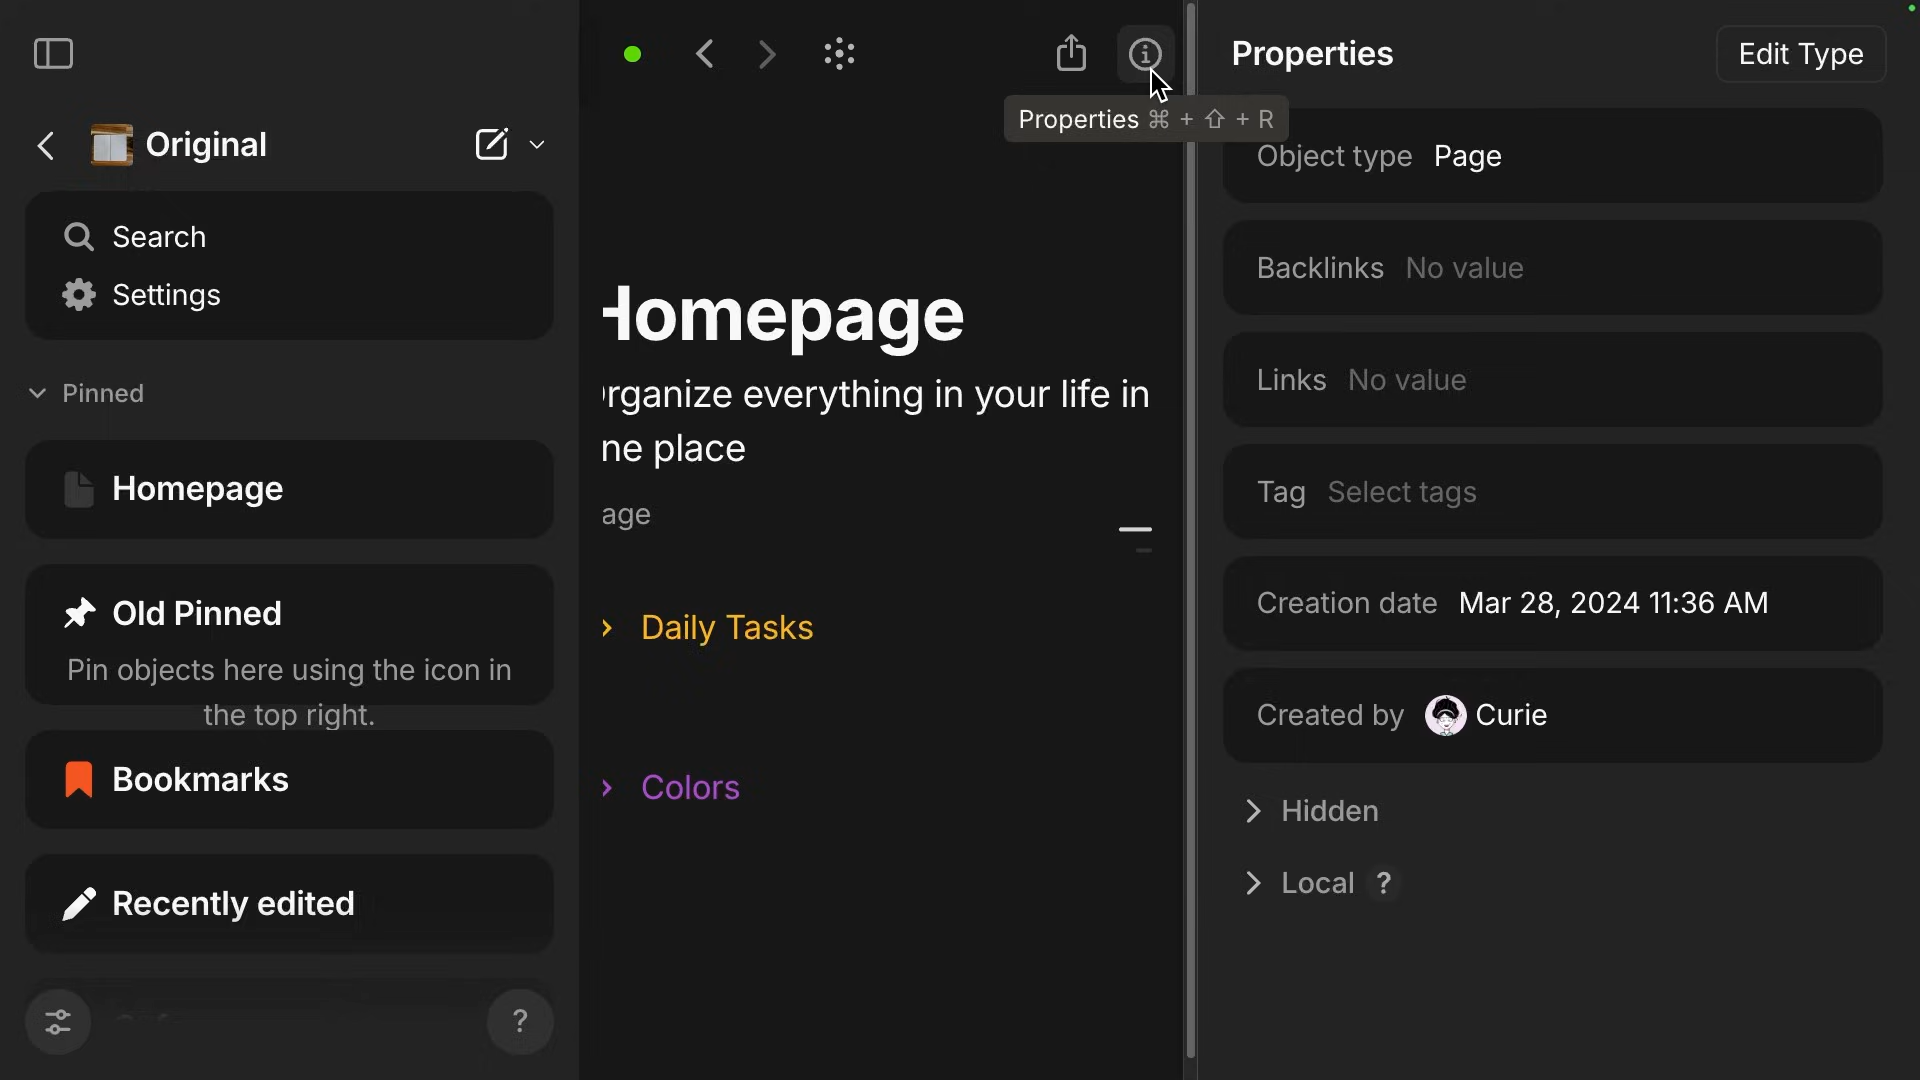 Original
Search
Settings
Pinned
Homepage
Old Pinned
Pin objects here using the icon in
the top right.
Bookmarks
Recently edited
?
Properties ⌘ + ⇧ + R
Homepage
rganize everything in your life in
ne place
age
Daily Tasks
Colors
Properties
Edit Type
Object type Page
Backlinks No value
Links No value
Tag Select tags
Creation date Mar 28, 2024 11:36 AM
Created by Curie
Hidden
Local ?